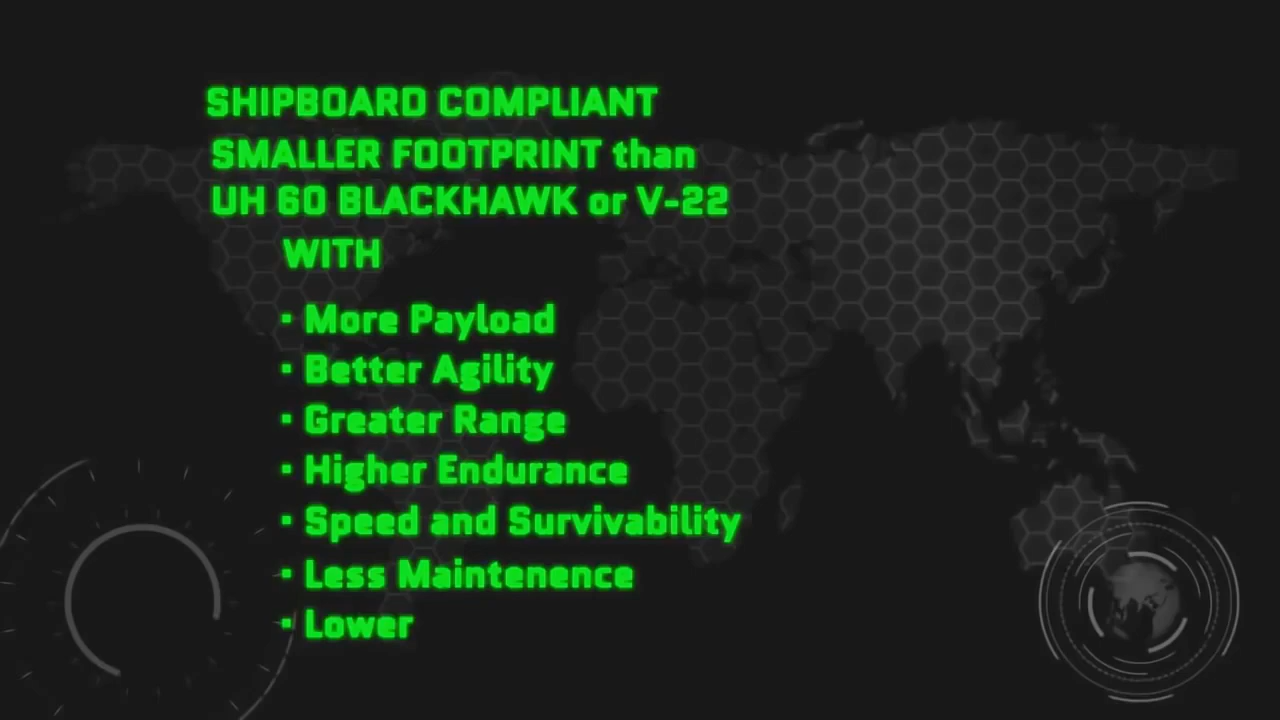 SHIPBOARD COMPLIANT
SMALLER FOOTPRINT than
UH 60 BLACKHAWK or V-22
WITH
· More Payload
· Better Agility
· Greater Range
· Higher Endurance
· Speed and Survivability
· Less Maintenence
· Lower